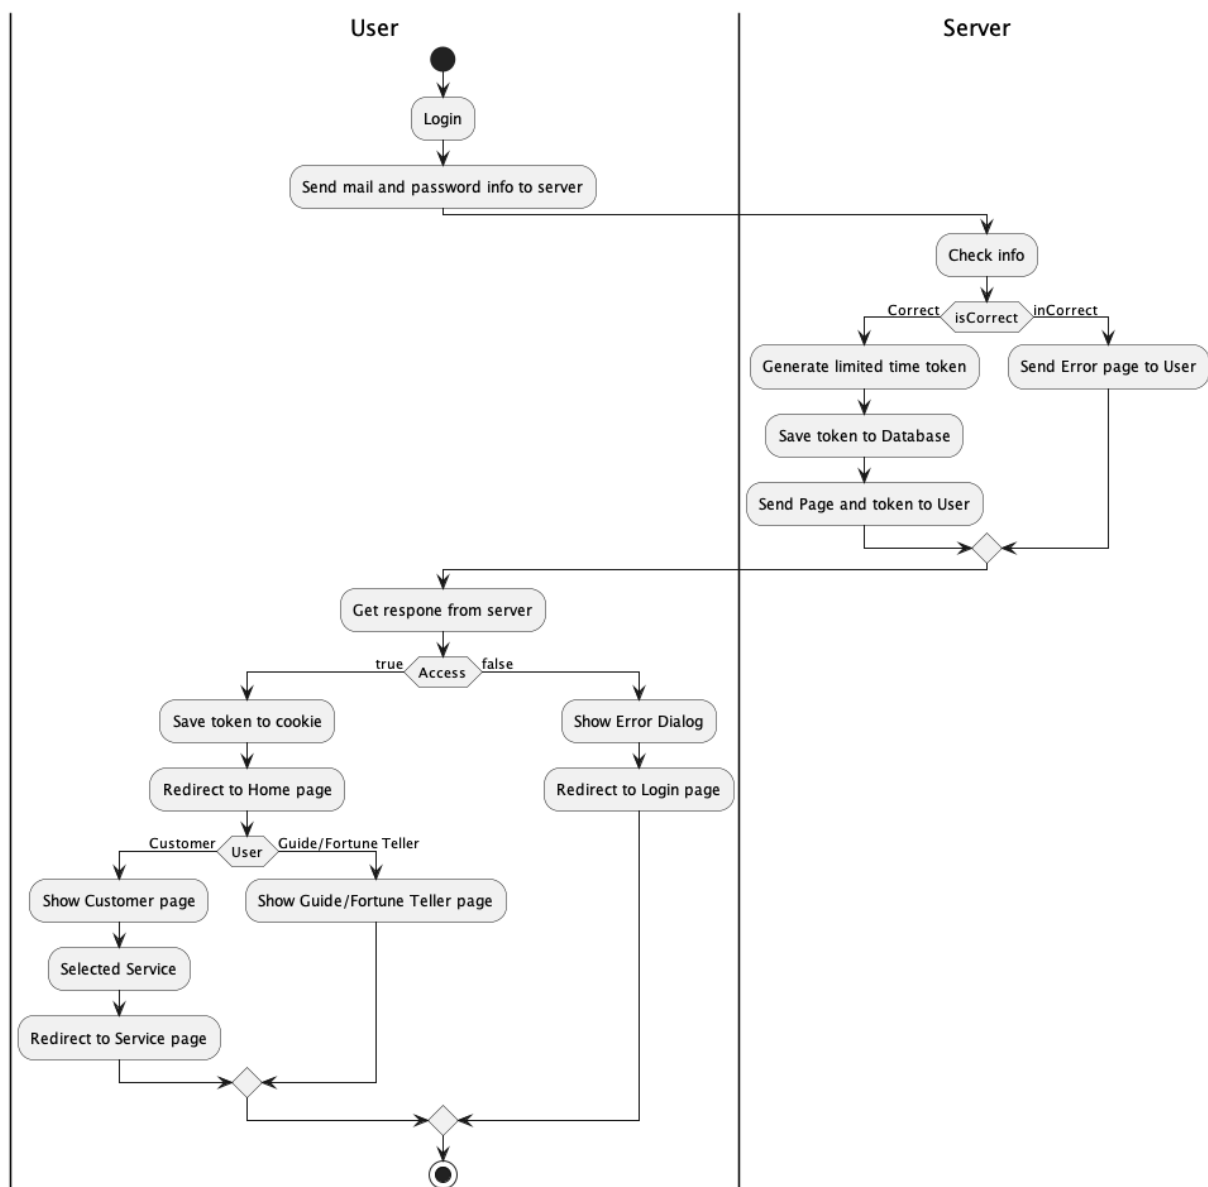 User
Server
Login
Send mail and password info to server
Check info
Correct
isCorrect
inCorrect
Generate limited time token
Send Error page to User
Save token to Database
Send Page and token to User
Get respone from server
true
Access
false
Save token to cookie
Show Error Dialog
Redirect to Home page
Redirect to Login page
Customer
User
Guide/Fortune Teller
Show Customer page
Show Guide/Fortune Teller page
Selected Service
Redirect to Service page